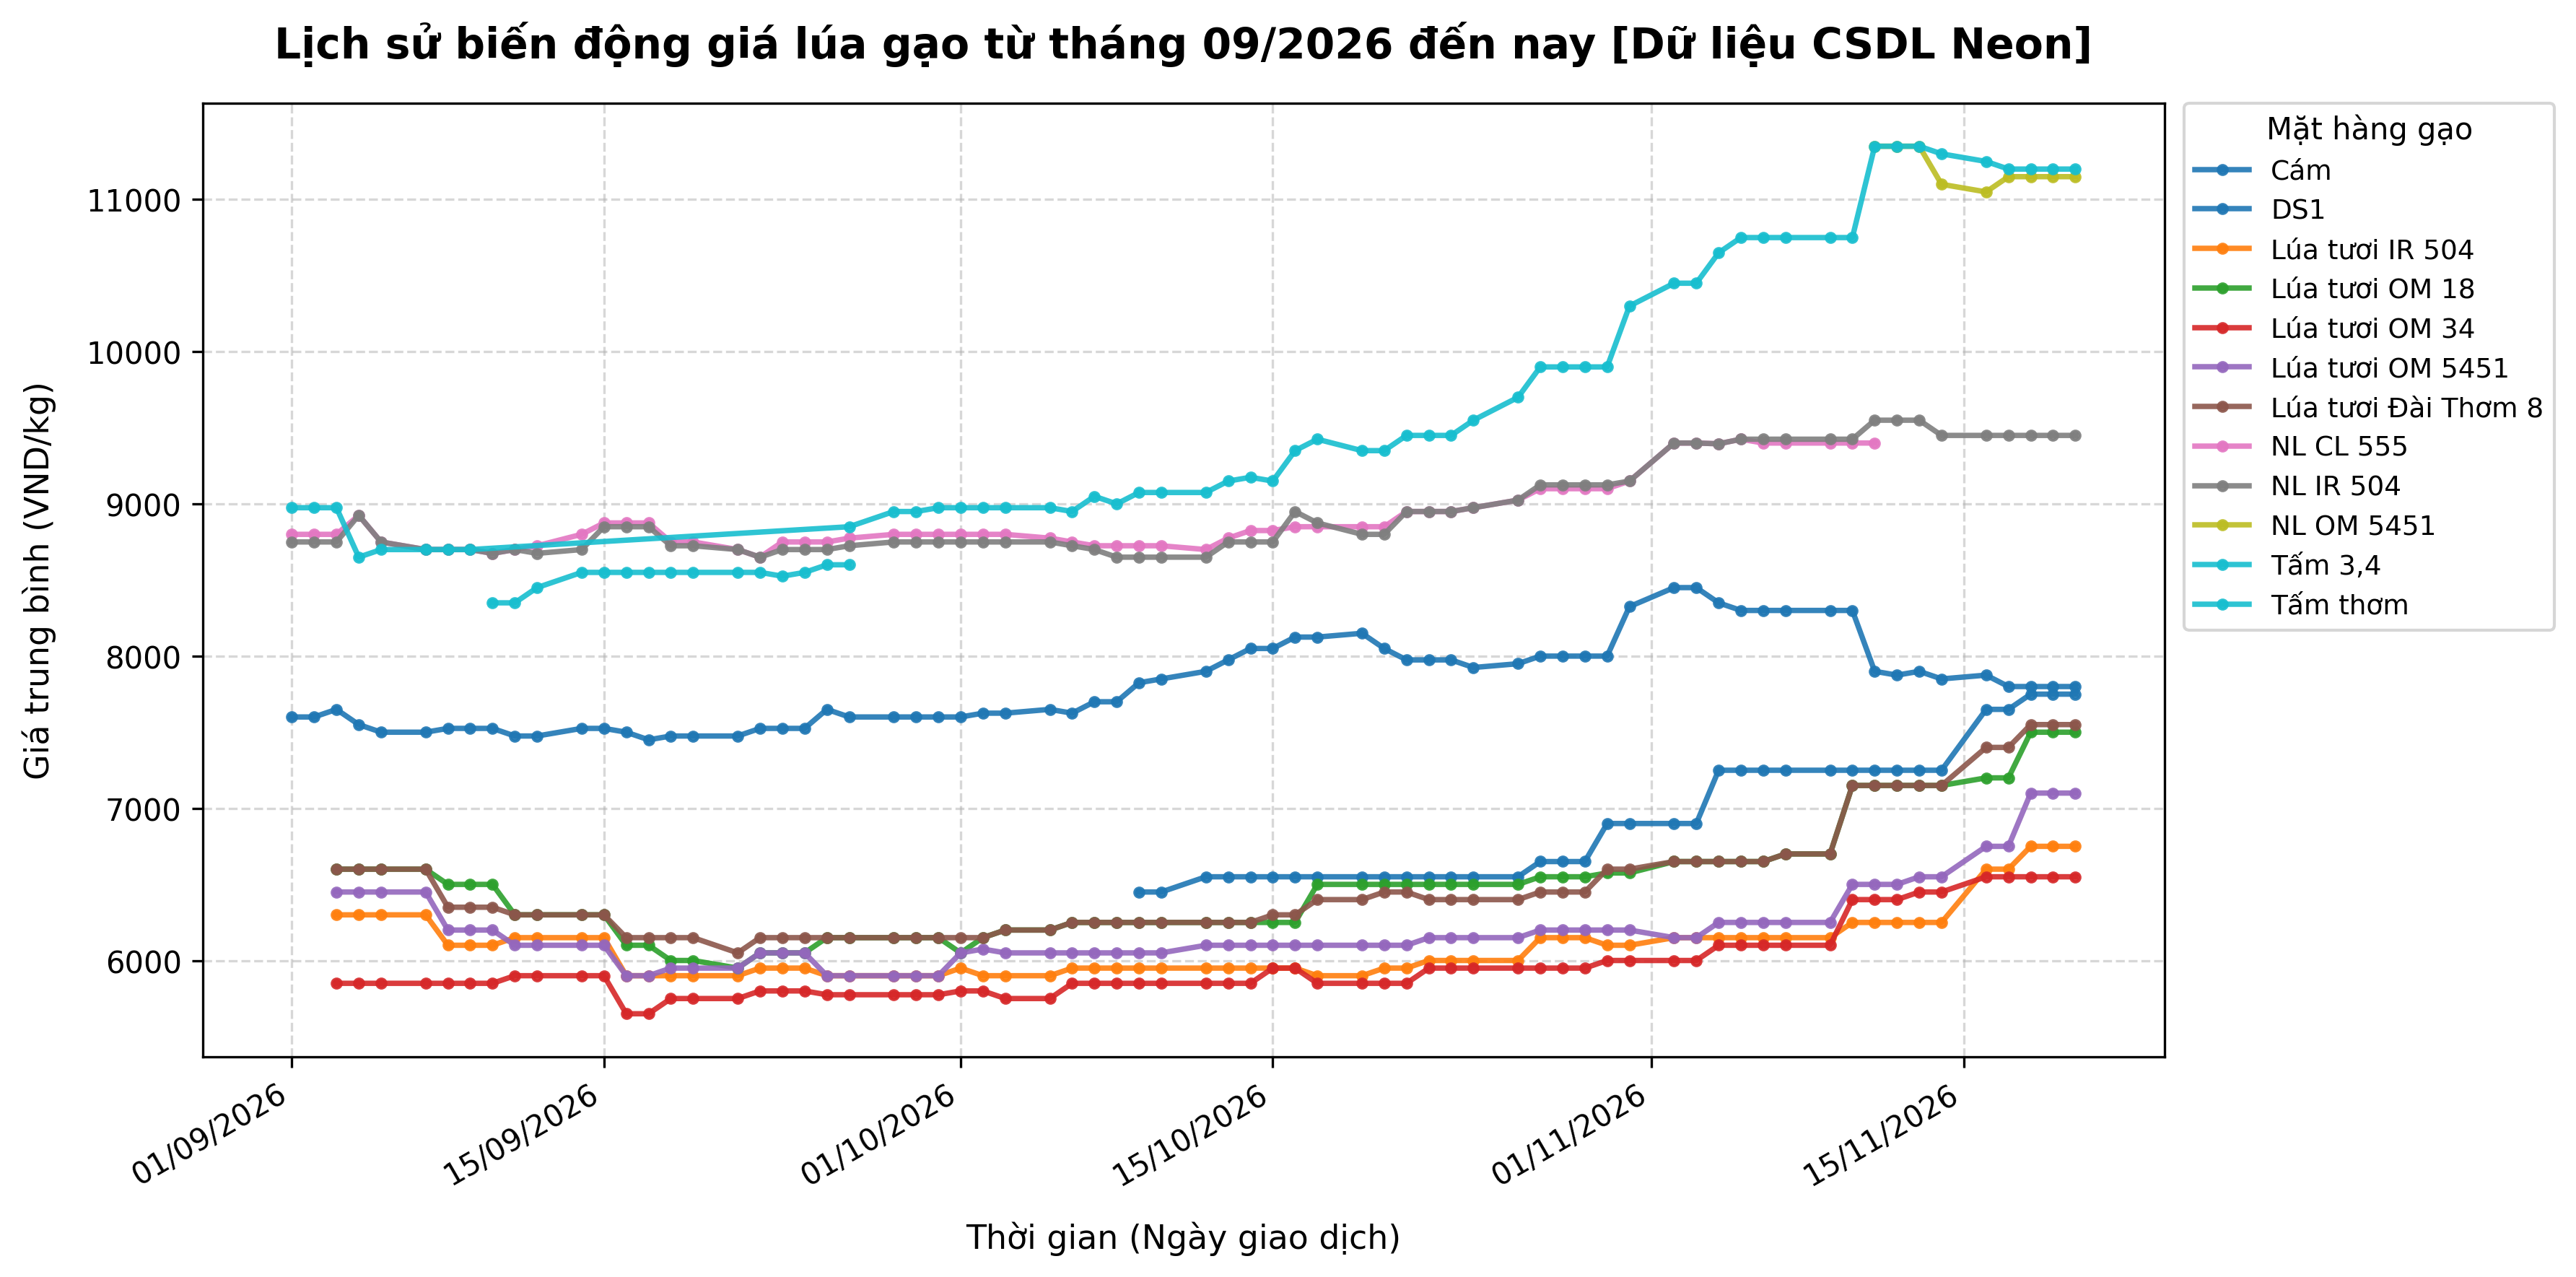 Lịch sử biến động giá lúa gạo từ tháng 09/2026 đến nay [Dữ liệu CSDL Neon]
Giá trung bình (VND/kg)
11000
10000
9000
8000
7000
6000
01/09/2026
15/09/2026
01/10/2026
15/10/2026
01/11/2026
15/11/2026
Thời gian (Ngày giao dịch)
Mặt hàng gạo
Cám
DS1
Lúa tươi IR 504
Lúa tươi OM 18
Lúa tươi OM 34
Lúa tươi OM 5451
Lúa tươi Đài Thơm 8
NL CL 555
NL IR 504
NL OM 5451
Tấm 3,4
Tấm thơm